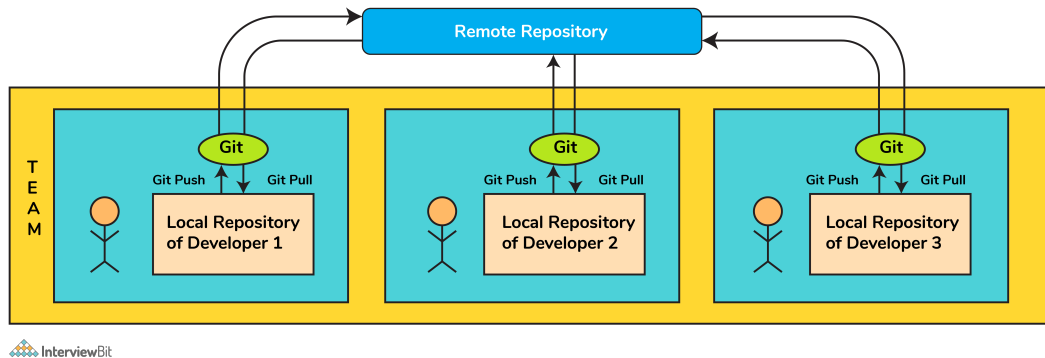 Remote Repository
TEAM
Git
Git
Git
Git Push
Git Pull
Git Push
Git Pull
Git Push
Git Pull
Local Repository
of Developer 1
Local Repository
of Developer 2
Local Repository
of Developer 3
InterviewBit